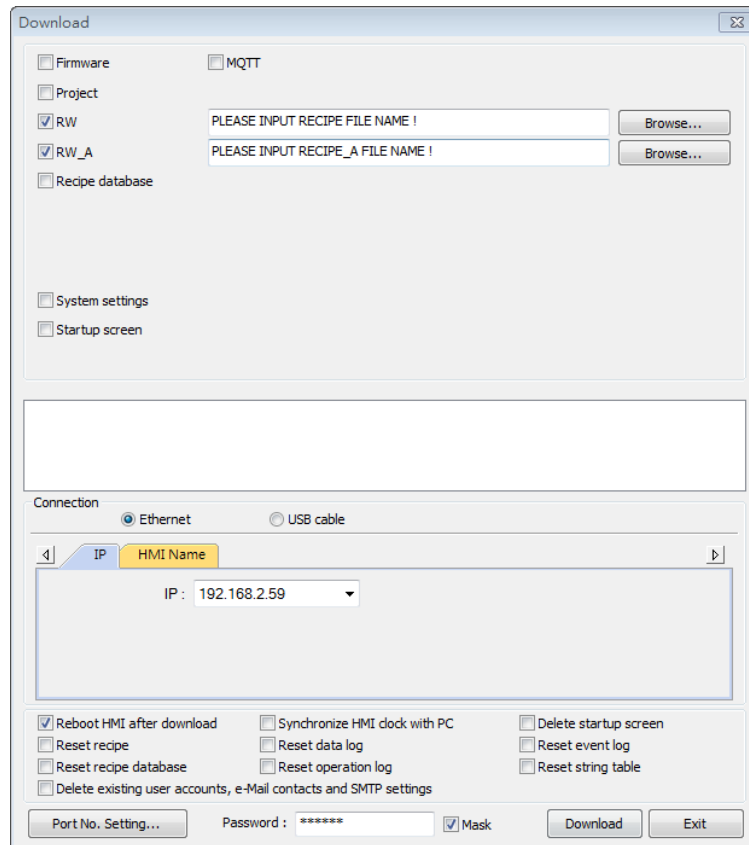 Download
Firmware MQTT
Project
RW PLEASE INPUT RECIPE FILE NAME ! Browse...
RW_A PLEASE INPUT RECIPE_A FILE NAME ! Browse...
Recipe database
System settings
Startup screen
Connection
Ethernet USB cable
IP HMI Name
IP : 192.168.2.59
Reboot HMI after download Synchronize HMI clock with PC Delete startup screen
Reset recipe Reset data log Reset event log
Reset recipe database Reset operation log Reset string table
Delete existing user accounts, e-Mail contacts and SMTP settings
Port No. Setting... Password : ****** Mask Download Exit